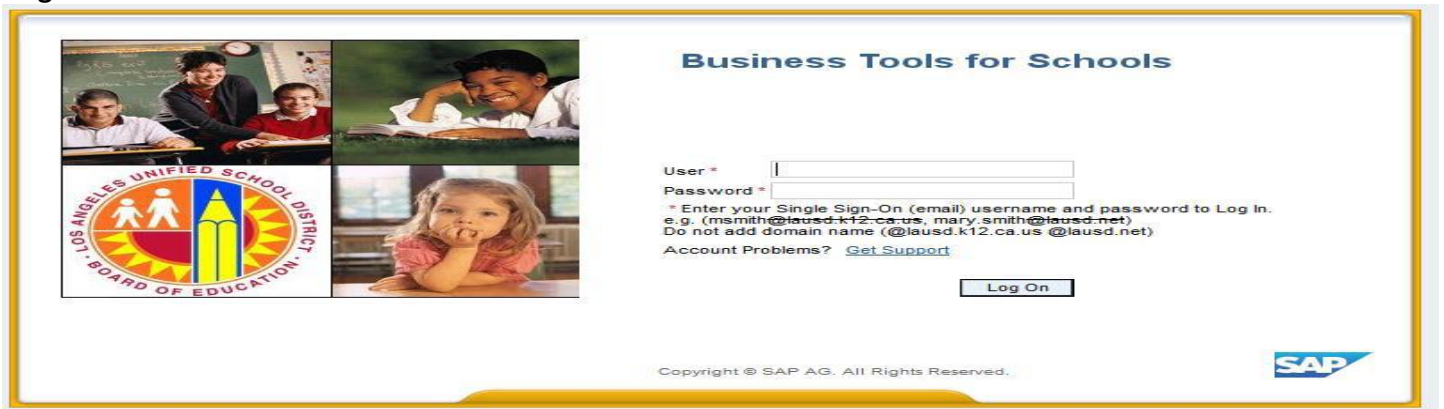 Business Tools for Schools
LOS ANGELES UNIFIED SCHOOL DISTRICT
· BOARD OF EDUCATION ·
User *
Password *
* Enter your Single Sign-On (email) username and password to Log In.
e.g. (msmith@lausd.k12.ca.us, mary.smith@lausd.net)
Do not add domain name (@lausd.k12.ca.us @lausd.net)
Account Problems? Get Support
Log On
Copyright © SAP AG. All Rights Reserved.
SAP